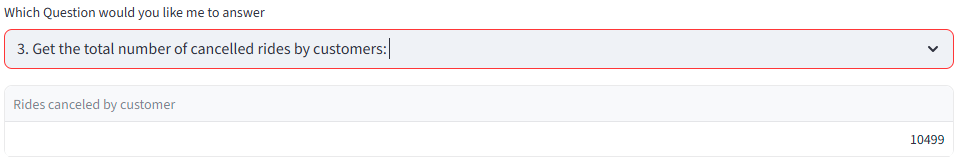 Which Question would you like me to answer
3. Get the total number of cancelled rides by customers:
Rides canceled by customer
10499